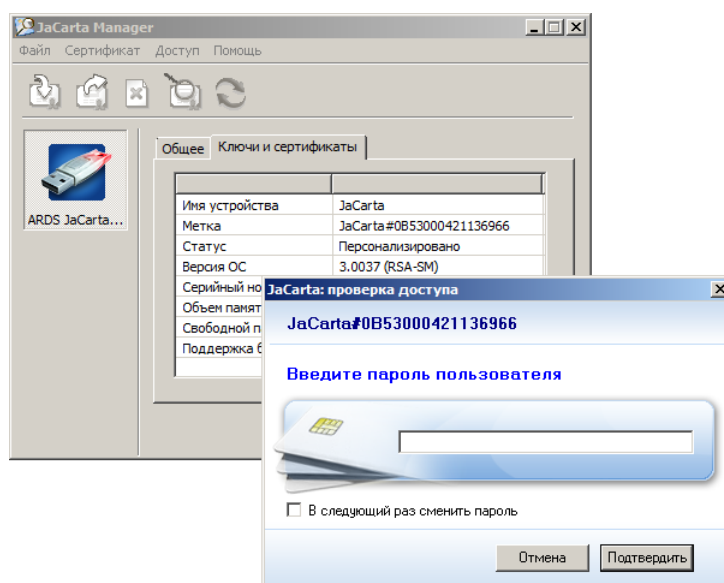 JaCarta Manager
Файл Сертификат Доступ Помощь
ARDS JaCarta...
Общее Ключи и сертификаты
Имя устройства JaCarta
Метка JaCarta#0B53000421136966
Статус Персонализировано
Версия ОС 3.0037 (RSA-SM)
Серийный но
Объем памят
Свободной п
Поддержка б
JaCarta: проверка доступа
JaCarta#0B53000421136966
Введите пароль пользователя
В следующий раз сменить пароль
Отмена Подтвердить